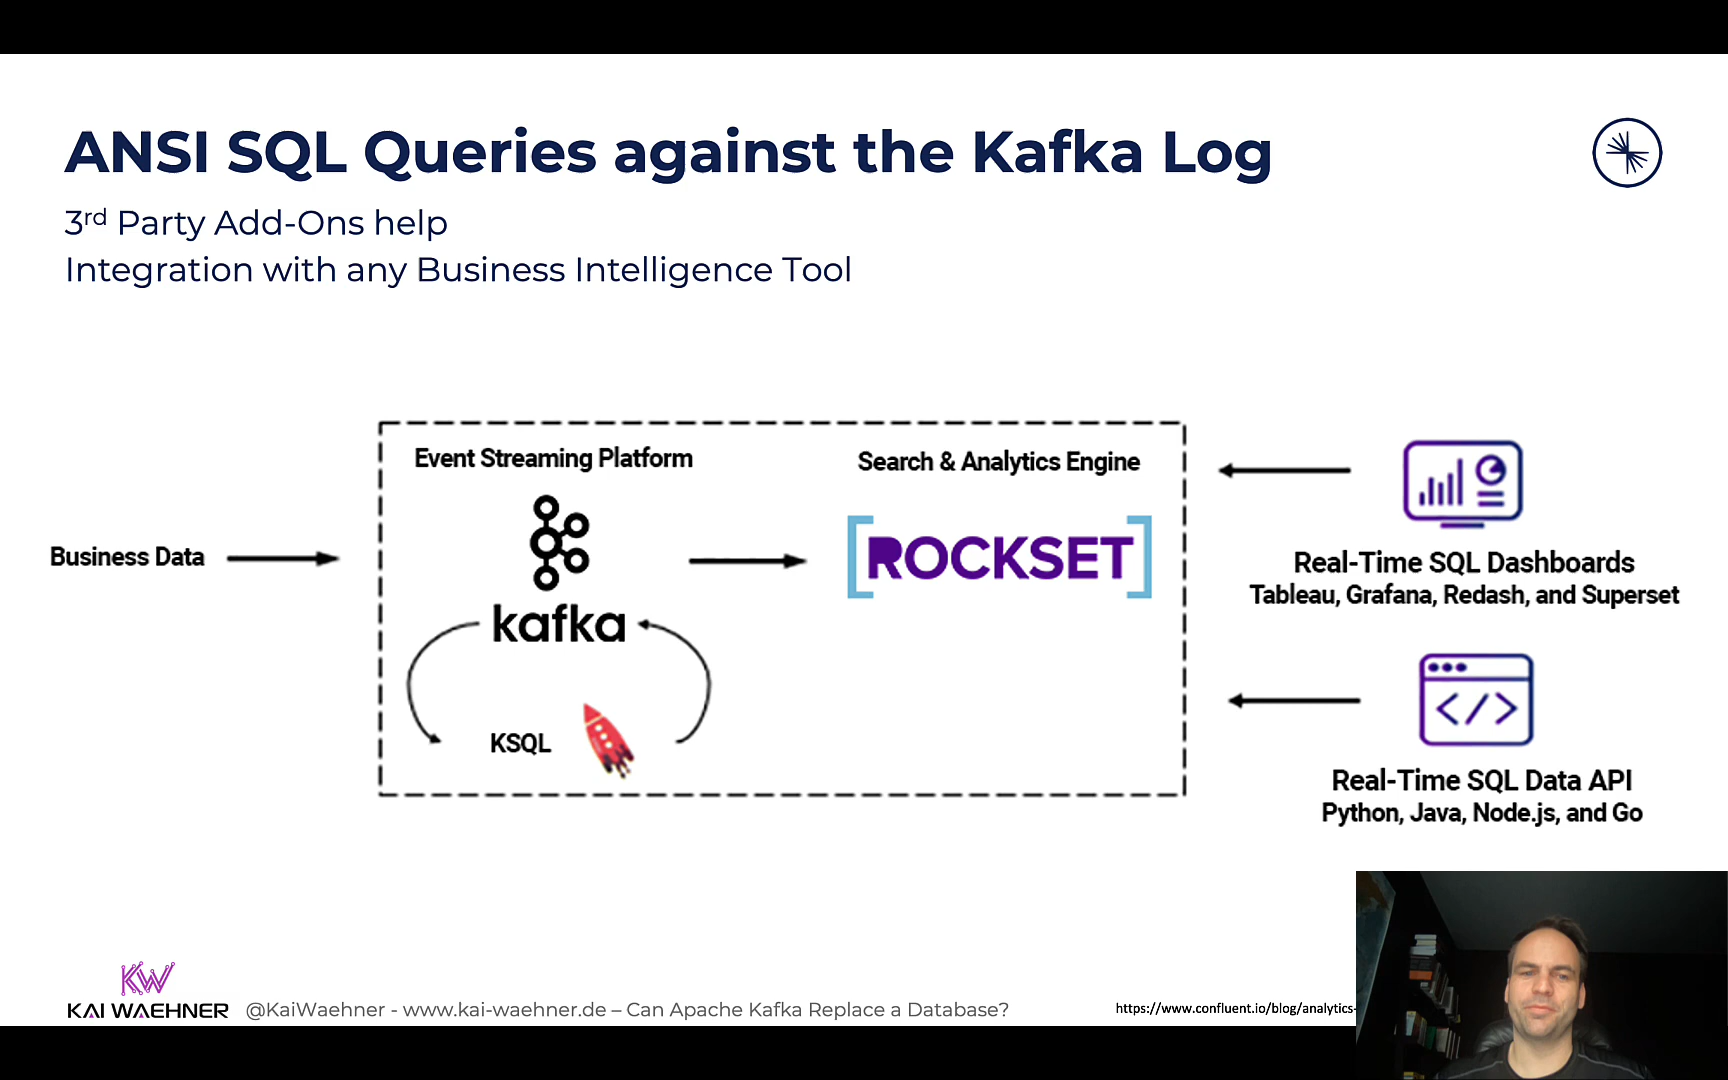 ANSI SQL Queries against the Kafka Log
3rd Party Add-Ons help
Integration with any Business Intelligence Tool
Event Streaming Platform
Search & Analytics Engine
Business Data
kafka
[ROCKSET]
KSQL
Real-Time SQL Dashboards
Tableau, Grafana, Redash, and Superset
</>
Real-Time SQL Data API
Python, Java, Node.js, and Go
KW
KAI WAEHNER
@KaiWaehner - www.kai-waehner.de – Can Apache Kafka Replace a Database?
https://www.confluent.io/blog/analytics-